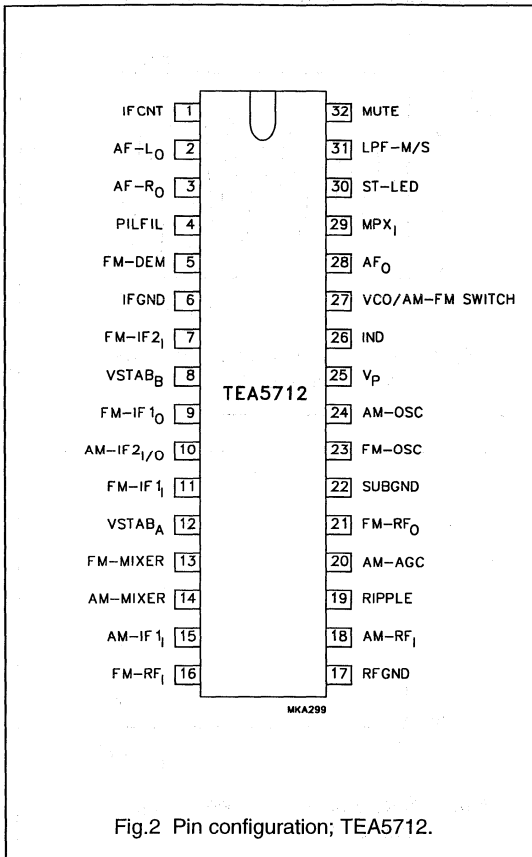 IFCNT 1 32 MUTE
AF-LO 2 31 LPF-M/S
AF-RO 3 30 ST-LED
PILFIL 4 29 MPXI
FM-DEM 5 28 AFO
IFGND 6 27 VCO/AM-FM SWITCH
FM-IF2I 7 26 IND
VSTABB 8 25 VP
TEA5712
FM-IF1O 9 24 AM-OSC
AM-IF2I/O 10 23 FM-OSC
FM-IF1I 11 22 SUBGND
VSTABA 12 21 FM-RFO
FM-MIXER 13 20 AM-AGC
AM-MIXER 14 19 RIPPLE
AM-IF1I 15 18 AM-RFI
FM-RFI 16 17 RFGND
MKA299
Fig.2 Pin configuration; TEA5712.